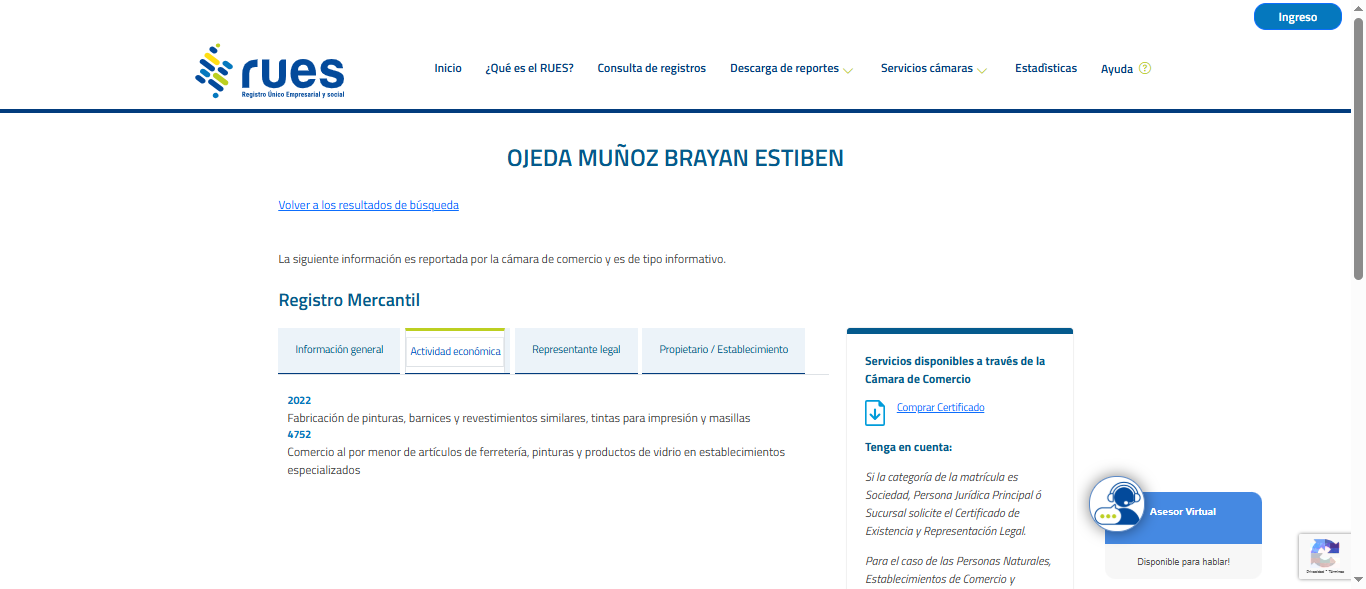 Ingreso
rues
Registro Único Empresarial y social
Inicio
¿Qué es el RUES?
Consulta de registros
Descarga de reportes
Servicios cámaras
Estadísticas
Ayuda ?
OJEDA MUÑOZ BRAYAN ESTIBEN
Volver a los resultados de búsqueda
La siguiente información es reportada por la cámara de comercio y es de tipo informativo.
Registro Mercantil
Información general
Actividad económica
Representante legal
Propietario / Establecimiento
2022
Fabricación de pinturas, barnices y revestimientos similares, tintas para impresión y masillas
4752
Comercio al por menor de artículos de ferretería, pinturas y productos de vidrio en establecimientos
especializados
Servicios disponibles a través de la
Cámara de Comercio
Comprar Certificado
Tenga en cuenta:
Si la categoría de la matrícula es
Sociedad, Persona Jurídica Principal ó
Sucursal solicite el Certificado de
Existencia y Representación Legal.
Para el caso de las Personas Naturales,
Establecimientos de Comercio y
Asesor Virtual
Disponible para hablar!
Privacidad - Términos